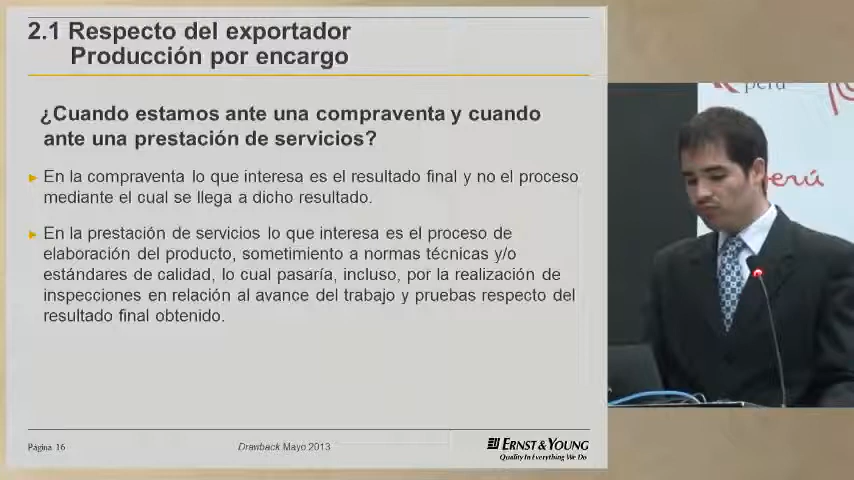 2.1 Respecto del exportador
Producción por encargo
¿Cuando estamos ante una compraventa y cuando
ante una prestación de servicios?
► En la compraventa lo que interesa es el resultado final y no el proceso
mediante el cual se llega a dicho resultado.
► En la prestación de servicios lo que interesa es el proceso de
elaboración del producto, sometimiento a normas técnicas y/o
estándares de calidad, lo cual pasaría, incluso, por la realización de
inspecciones en relación al avance del trabajo y pruebas respecto del
resultado final obtenido.
Página 16
Drawback Mayo 2013
ERNST & YOUNG
Quality In Everything We Do
perú
erú